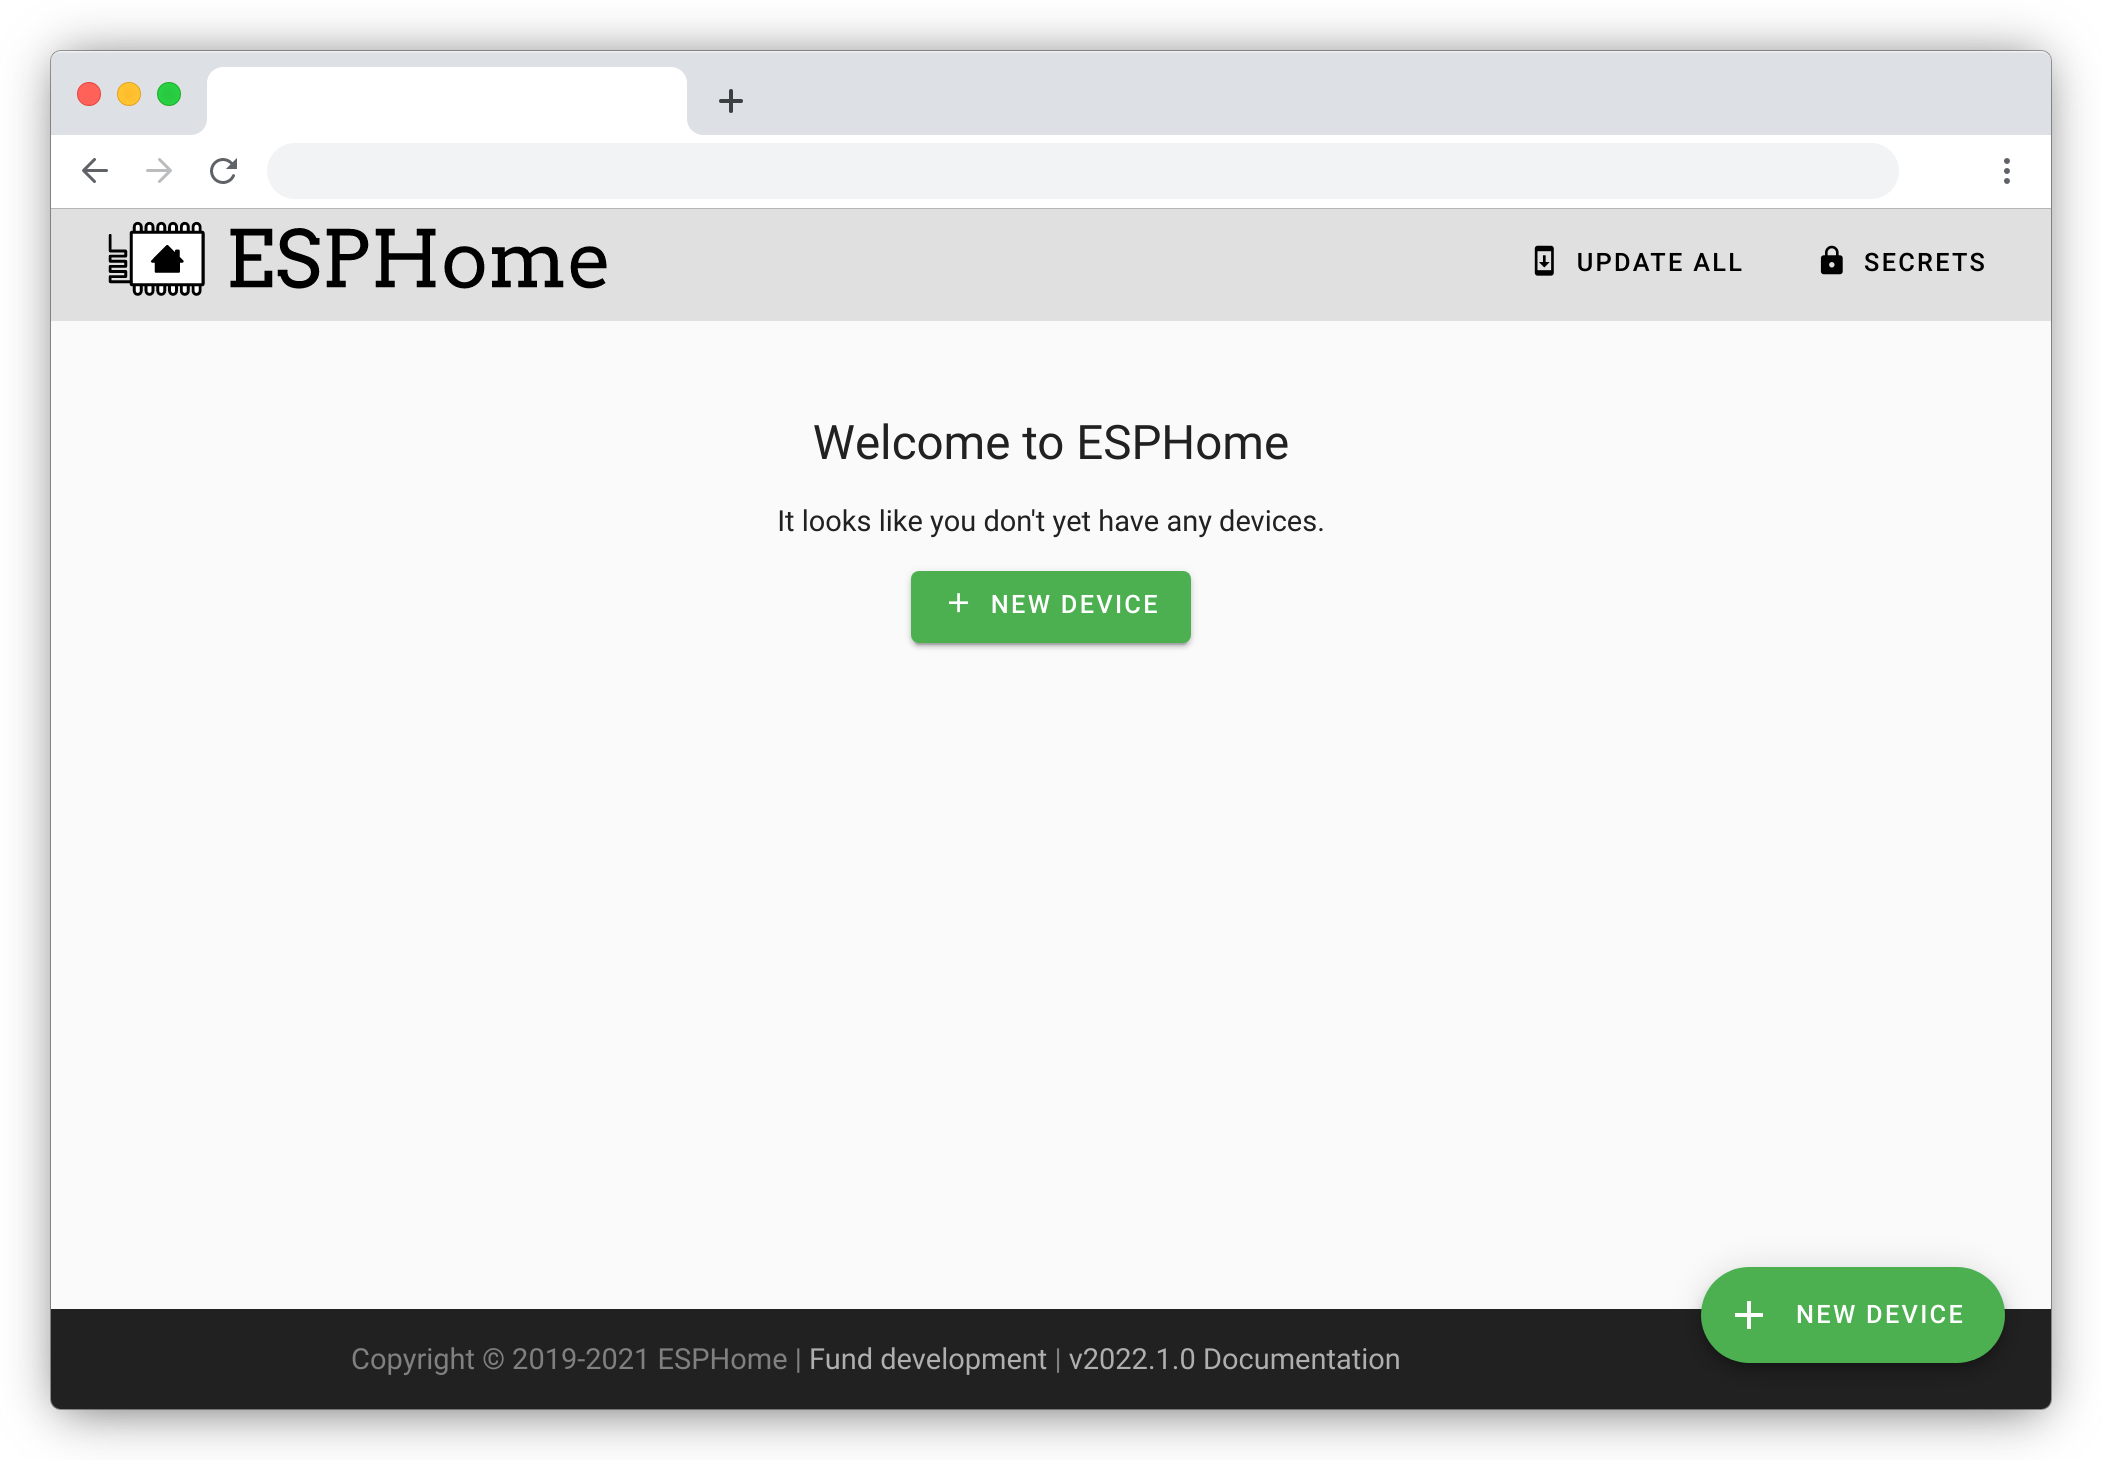 ESPHome
UPDATE ALL
SECRETS
Welcome to ESPHome
It looks like you don't yet have any devices.
+ NEW DEVICE
+ NEW DEVICE
Copyright © 2019-2021 ESPHome | Fund development | v2022.1.0 Documentation